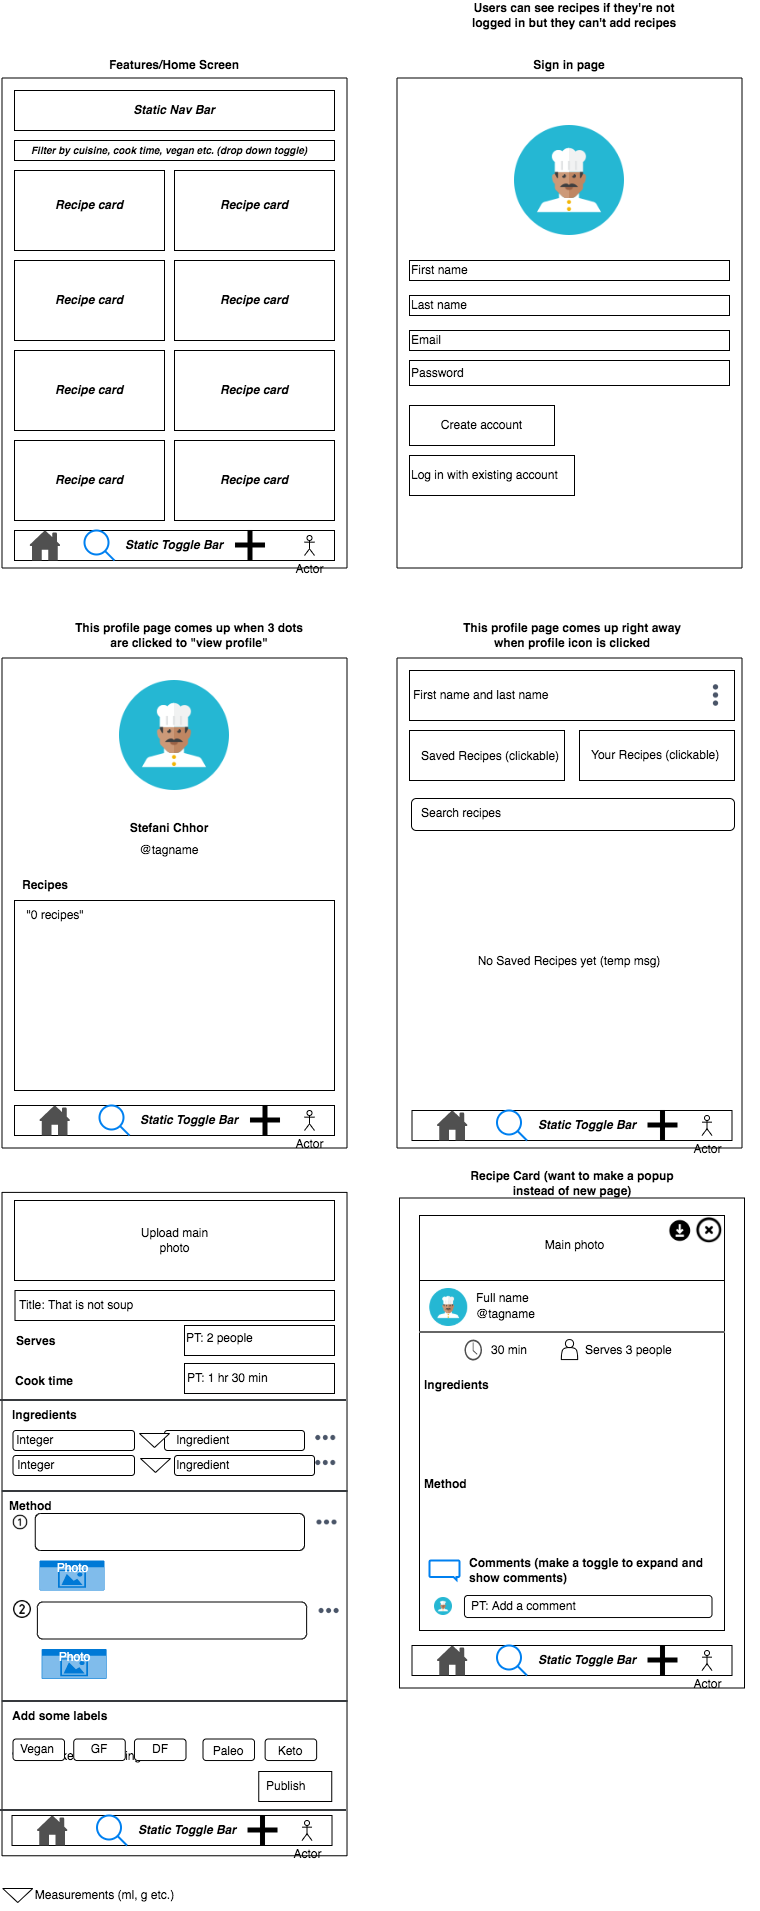 Users can see recipes if they're not
logged in but they can't add recipes
Features/Home Screen
Static Nav Bar
Filter by cuisine, cook time, vegan etc. (drop down toggle)
Recipe card
Recipe card
Recipe card
Recipe card
Recipe card
Recipe card
Recipe card
Recipe card
Static Toggle Bar
Actor
Sign in page
First name
Last name
Email
Password
Create account
Log in with existing account
This profile page comes up when 3 dots
are clicked to "view profile"
Stefani Chhor
@tagname
Recipes
"0 recipes"
Static Toggle Bar
Actor
This profile page comes up right away
when profile icon is clicked
First name and last name
Saved Recipes (clickable)
Your Recipes (clickable)
Search recipes
No Saved Recipes yet (temp msg)
Static Toggle Bar
Actor
Upload main
photo
Title: That is not soup
Serves
PT: 2 people
Cook time
PT: 1 hr 30 min
Ingredients
Integer
Ingredient
Integer
Ingredient
Method
1
Photo
2
Photo
Add some labels
Vegan
GF
DF
Paleo
Keto
Publish
Static Toggle Bar
Actor
Measurements (ml, g etc.)
Recipe Card (want to make a popup
instead of new page)
Main photo
Full name
@tagname
30 min
Serves 3 people
Ingredients
Method
Comments (make a toggle to expand and
show comments)
PT: Add a comment
Static Toggle Bar
Actor